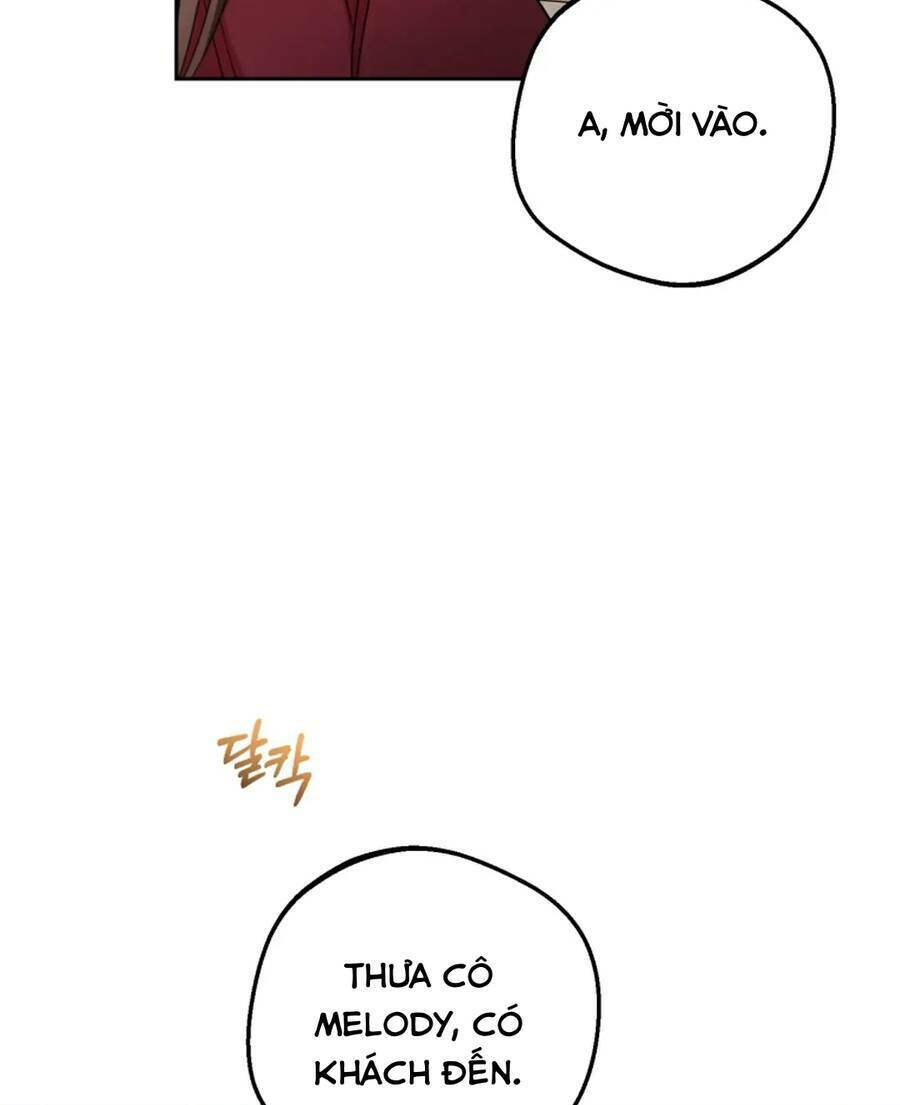 A, MỜI VÀO.
달칵
THƯA CÔ
MELODY, CÓ
KHÁCH ĐẾN.